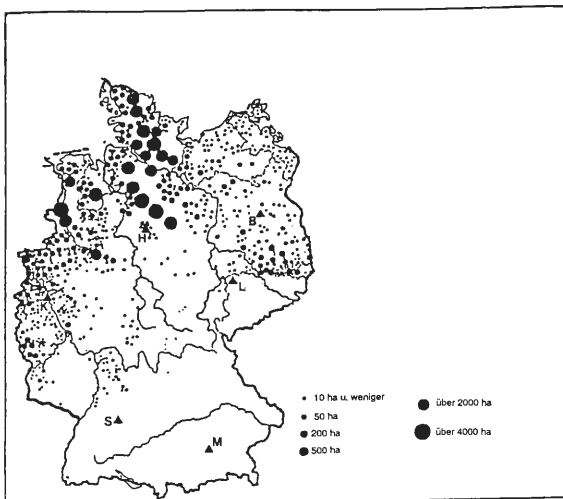 B
H
L
K
S
M
10 ha u. weniger
50 ha
200 ha
500 ha
über 2000 ha
über 4000 ha